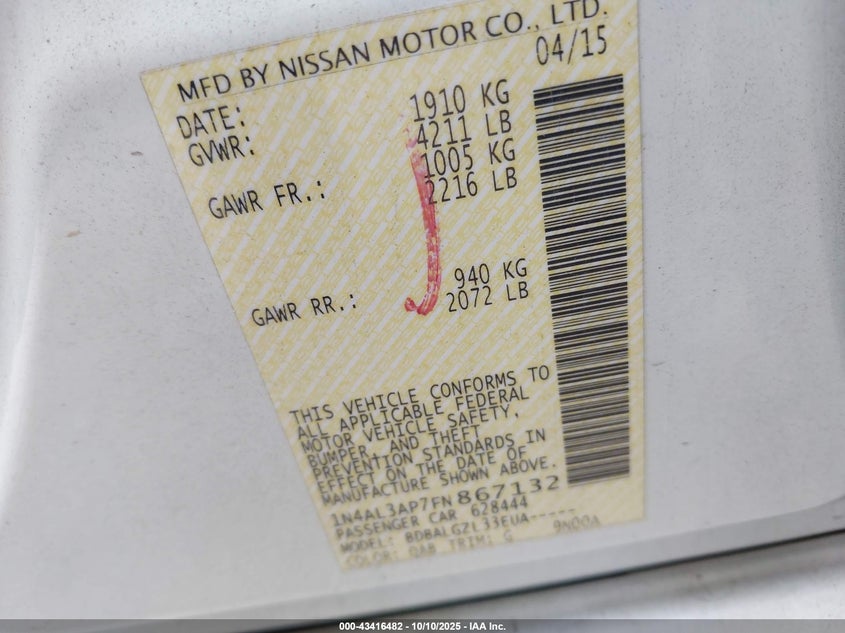 MFD BY NISSAN MOTOR CO., LTD.
DATE: 04/15
GVWR: 1910 KG
4211 LB
GAWR FR.: 1005 KG
2216 LB
GAWR RR.: 940 KG
2072 LB
THIS VEHICLE CONFORMS TO
ALL APPLICABLE FEDERAL
MOTOR VEHICLE SAFETY,
BUMPER, AND THEFT
PREVENTION STANDARDS IN
EFFECT ON THE DATE OF
MANUFACTURE SHOWN ABOVE.
1N4AL3AP7FN867132
PASSENGER CAR 628444
MODEL: BDBALGZL33EUA-----
COLOR: QAB TRIM: G 9N00A
000-43416482 - 10/10/2025 - IAA Inc.